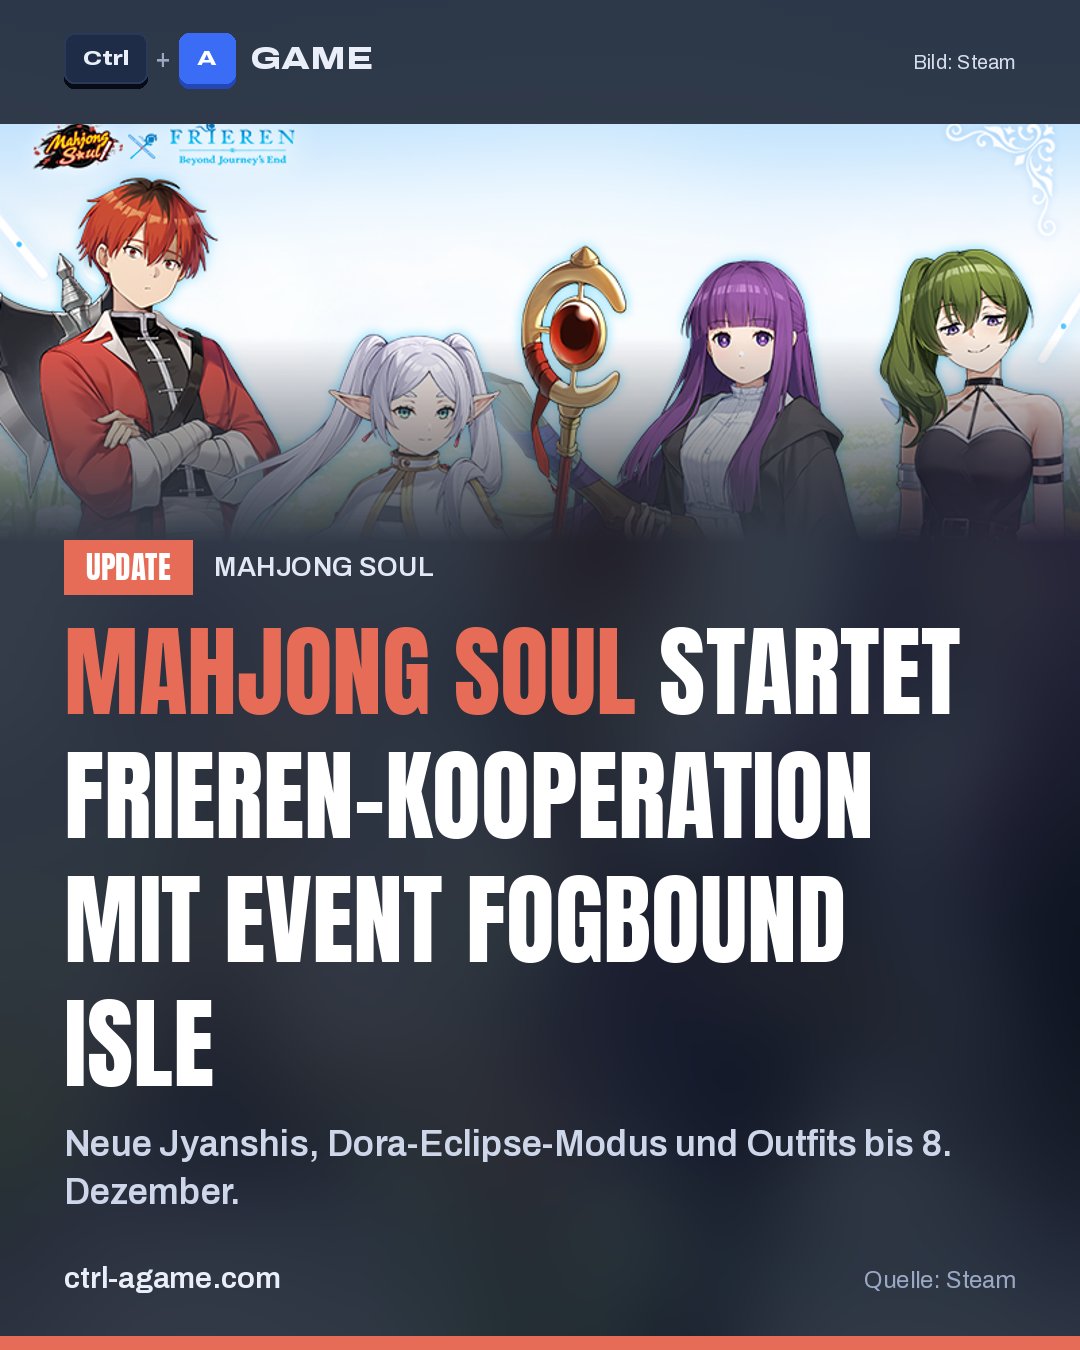 Ctrl + A GAME
Bild: Steam
Mahjong Soul
FRIEREN
Beyond Journey's End
UPDATE MAHJONG SOUL
MAHJONG SOUL STARTET
FRIEREN-KOOPERATION
MIT EVENT FOGBOUND
ISLE
Neue Jyanshis, Dora-Eclipse-Modus und Outfits bis 8.
Dezember.
ctrl-agame.com
Quelle: Steam